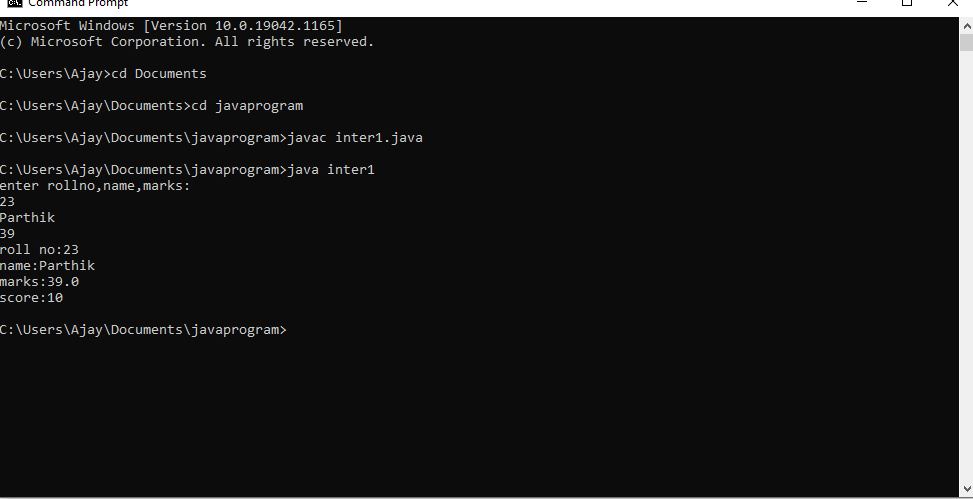 Command Prompt
Microsoft Windows [Version 10.0.19042.1165]
(c) Microsoft Corporation. All rights reserved.
C:\Users\Ajay>cd Documents
C:\Users\Ajay\Documents>cd javaprogram
C:\Users\Ajay\Documents\javaprogram>javac inter1.java
C:\Users\Ajay\Documents\javaprogram>java inter1
enter rollno,name,marks:
23
Parthik
39
roll no:23
name:Parthik
marks:39.0
score:10
C:\Users\Ajay\Documents\javaprogram>